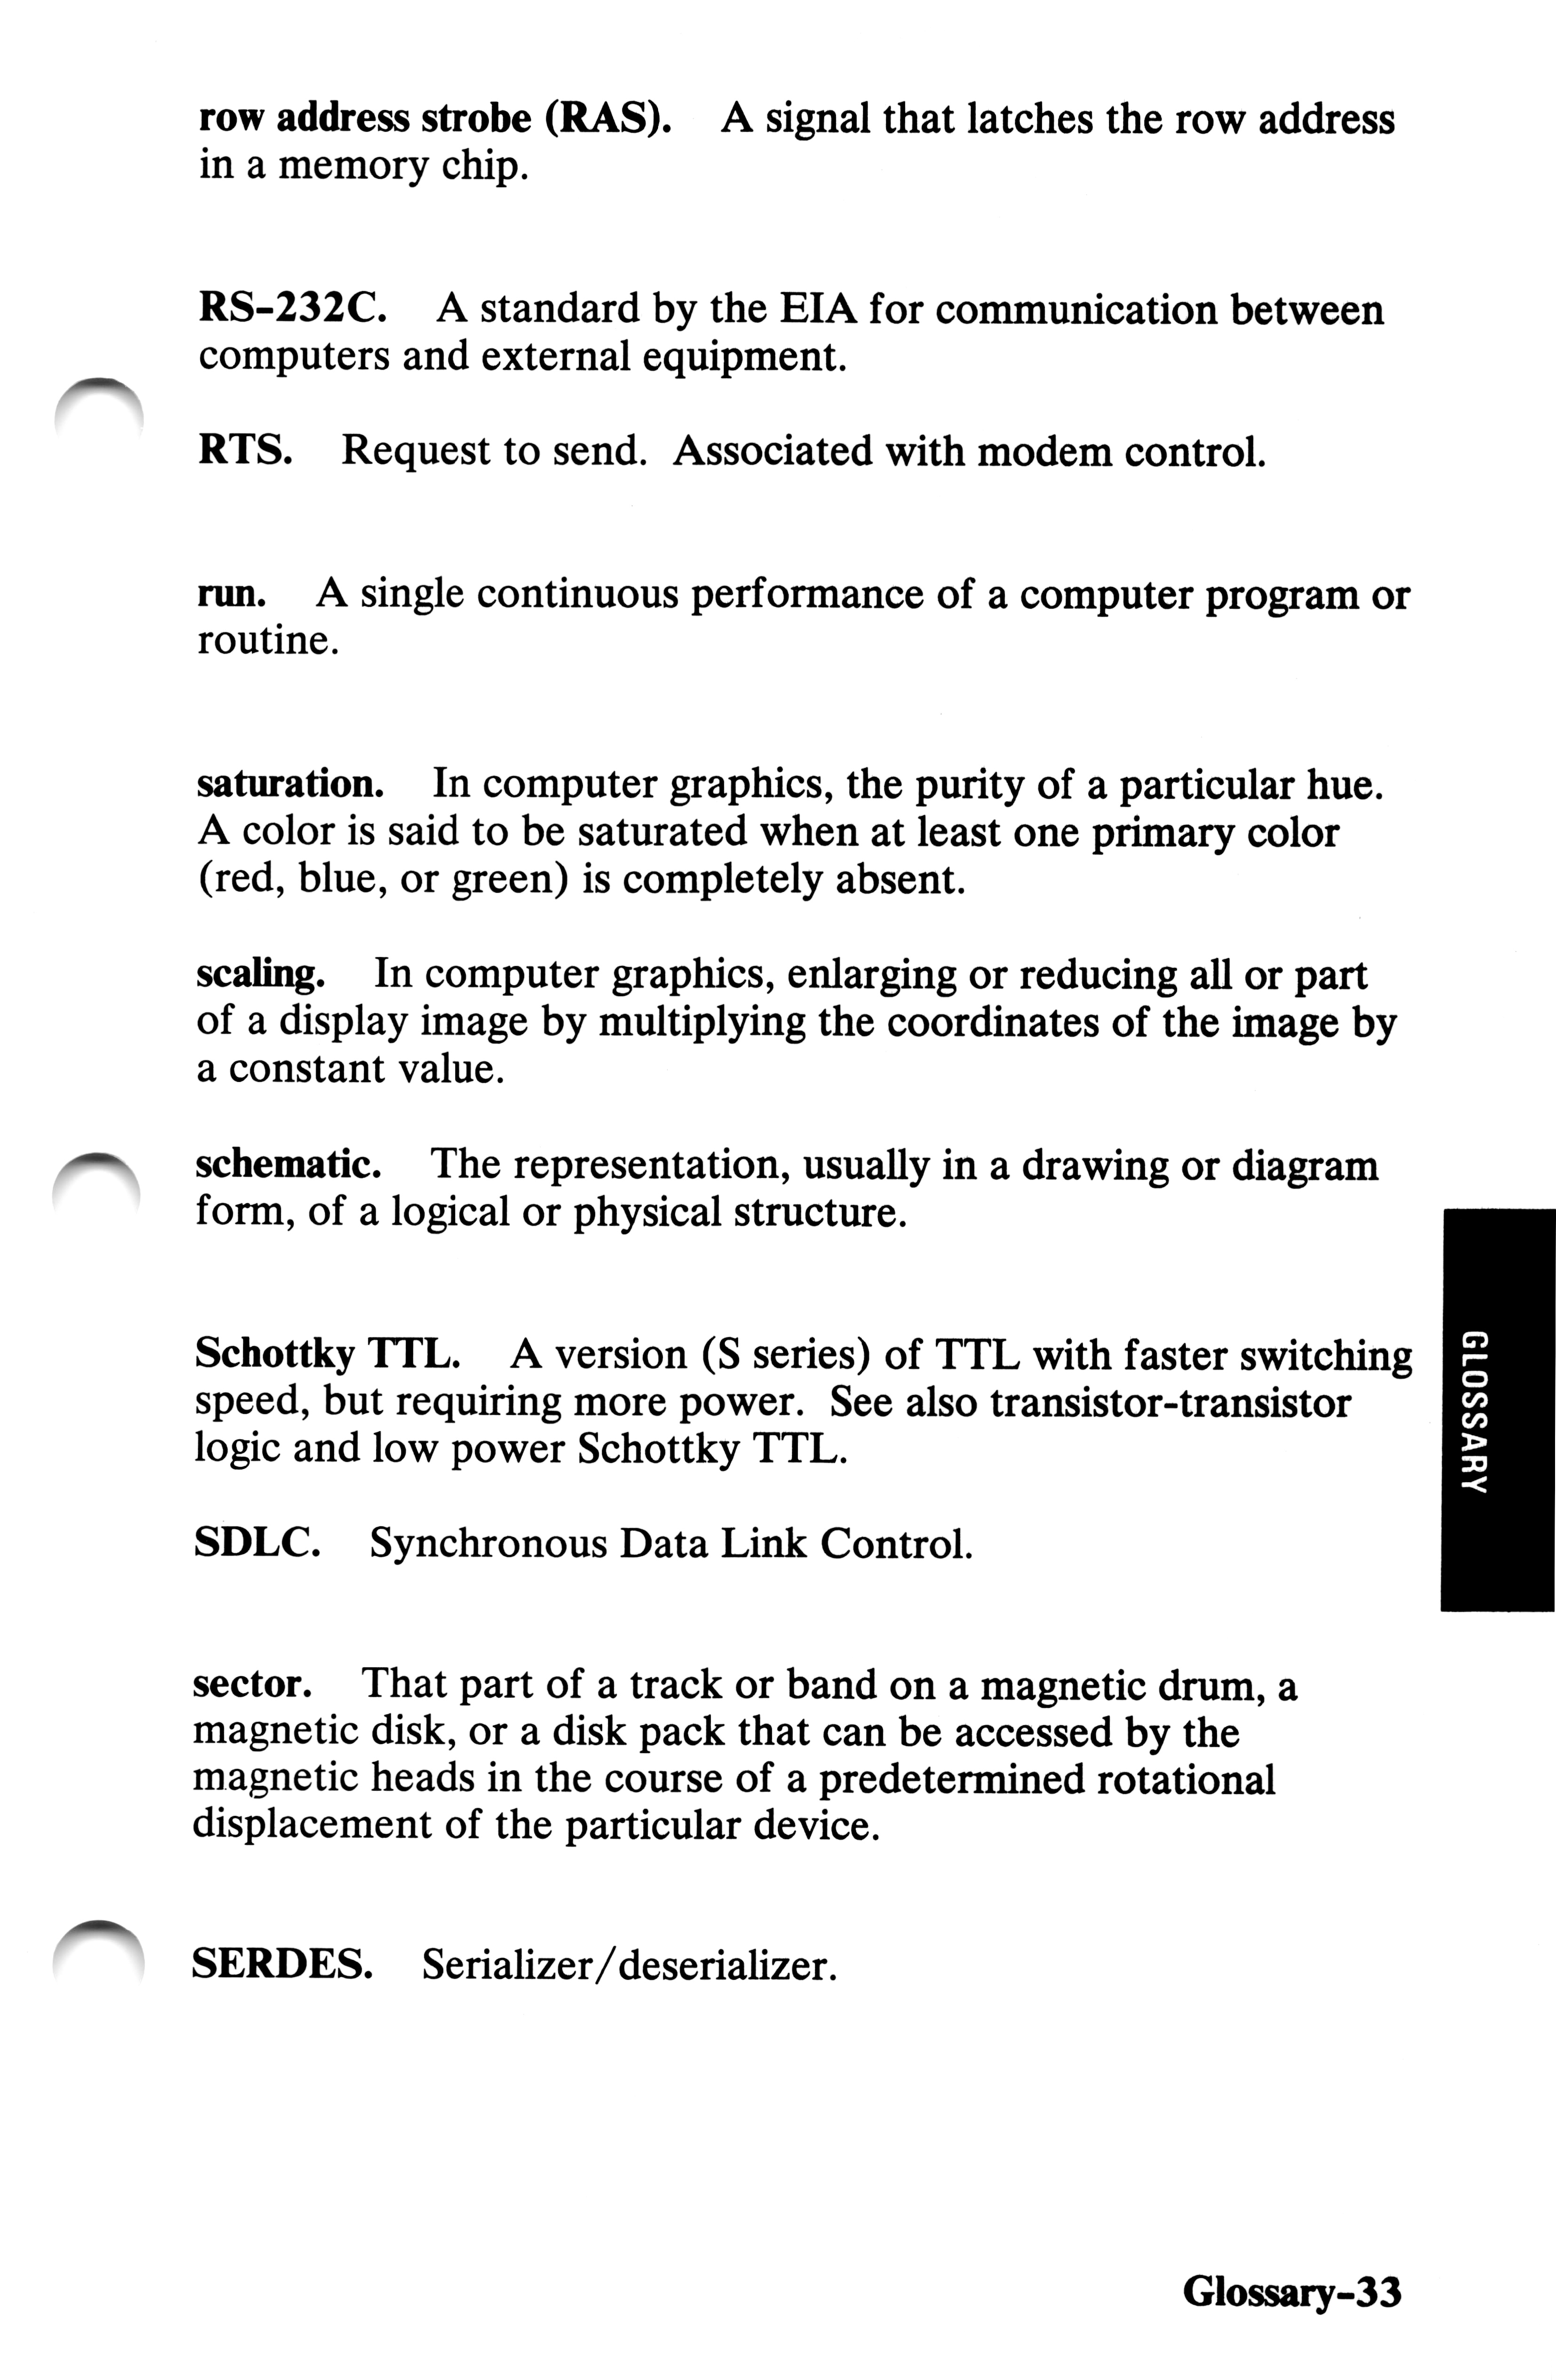 row address strobe (RAS). A signal that latches the row address
in a memory chip.
RS-232C. A standard by the EIA for communication between
computers and external equipment.
RTS. Request to send. Associated with modem control.
run. A single continuous performance of a computer program or
routine.
saturation. In computer graphics, the purity of a particular hue.
A color is said to be saturated when at least one primary color
(red, blue, or green) is completely absent.
scaling. In computer graphics, enlarging or reducing all or part
of a display image by multiplying the coordinates of the image by
a constant value.
schematic. The representation, usually in a drawing or diagram
form, of a logical or physical structure.
Schottky TTL. A version (S series) of TTL with faster switching
speed, but requiring more power. See also transistor-transistor
logic and low power Schottky TTL.
SDLC. Synchronous Data Link Control.
sector. That part of a track or band on a magnetic drum, a
magnetic disk, or a disk pack that can be accessed by the
magnetic heads in the course of a predetermined rotational
displacement of the particular device.
SERDES. Serializer/deserializer.
GLOSSARY
Glossary-33